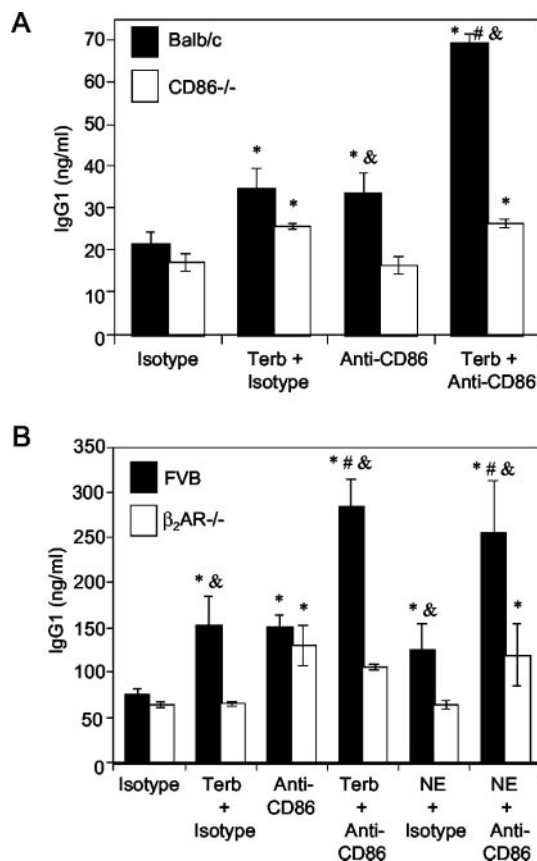 A
70
60
50
40
30
20
10
0
IgG1 (ng/ml)
Balb/c
CD86-/-
*
*
* &
* # &
*
Isotype
Terb +
Isotype
Anti-CD86
Terb +
Anti-CD86
B
350
300
250
200
150
100
50
0
IgG1 (ng/ml)
FVB
β₂AR-/-
* &
*
*
* # &
* &
* # &
*
Isotype
Terb
+
Isotype
Anti-
CD86
Terb
+
Anti-
CD86
NE
+
Isotype
NE
+
Anti-
CD86